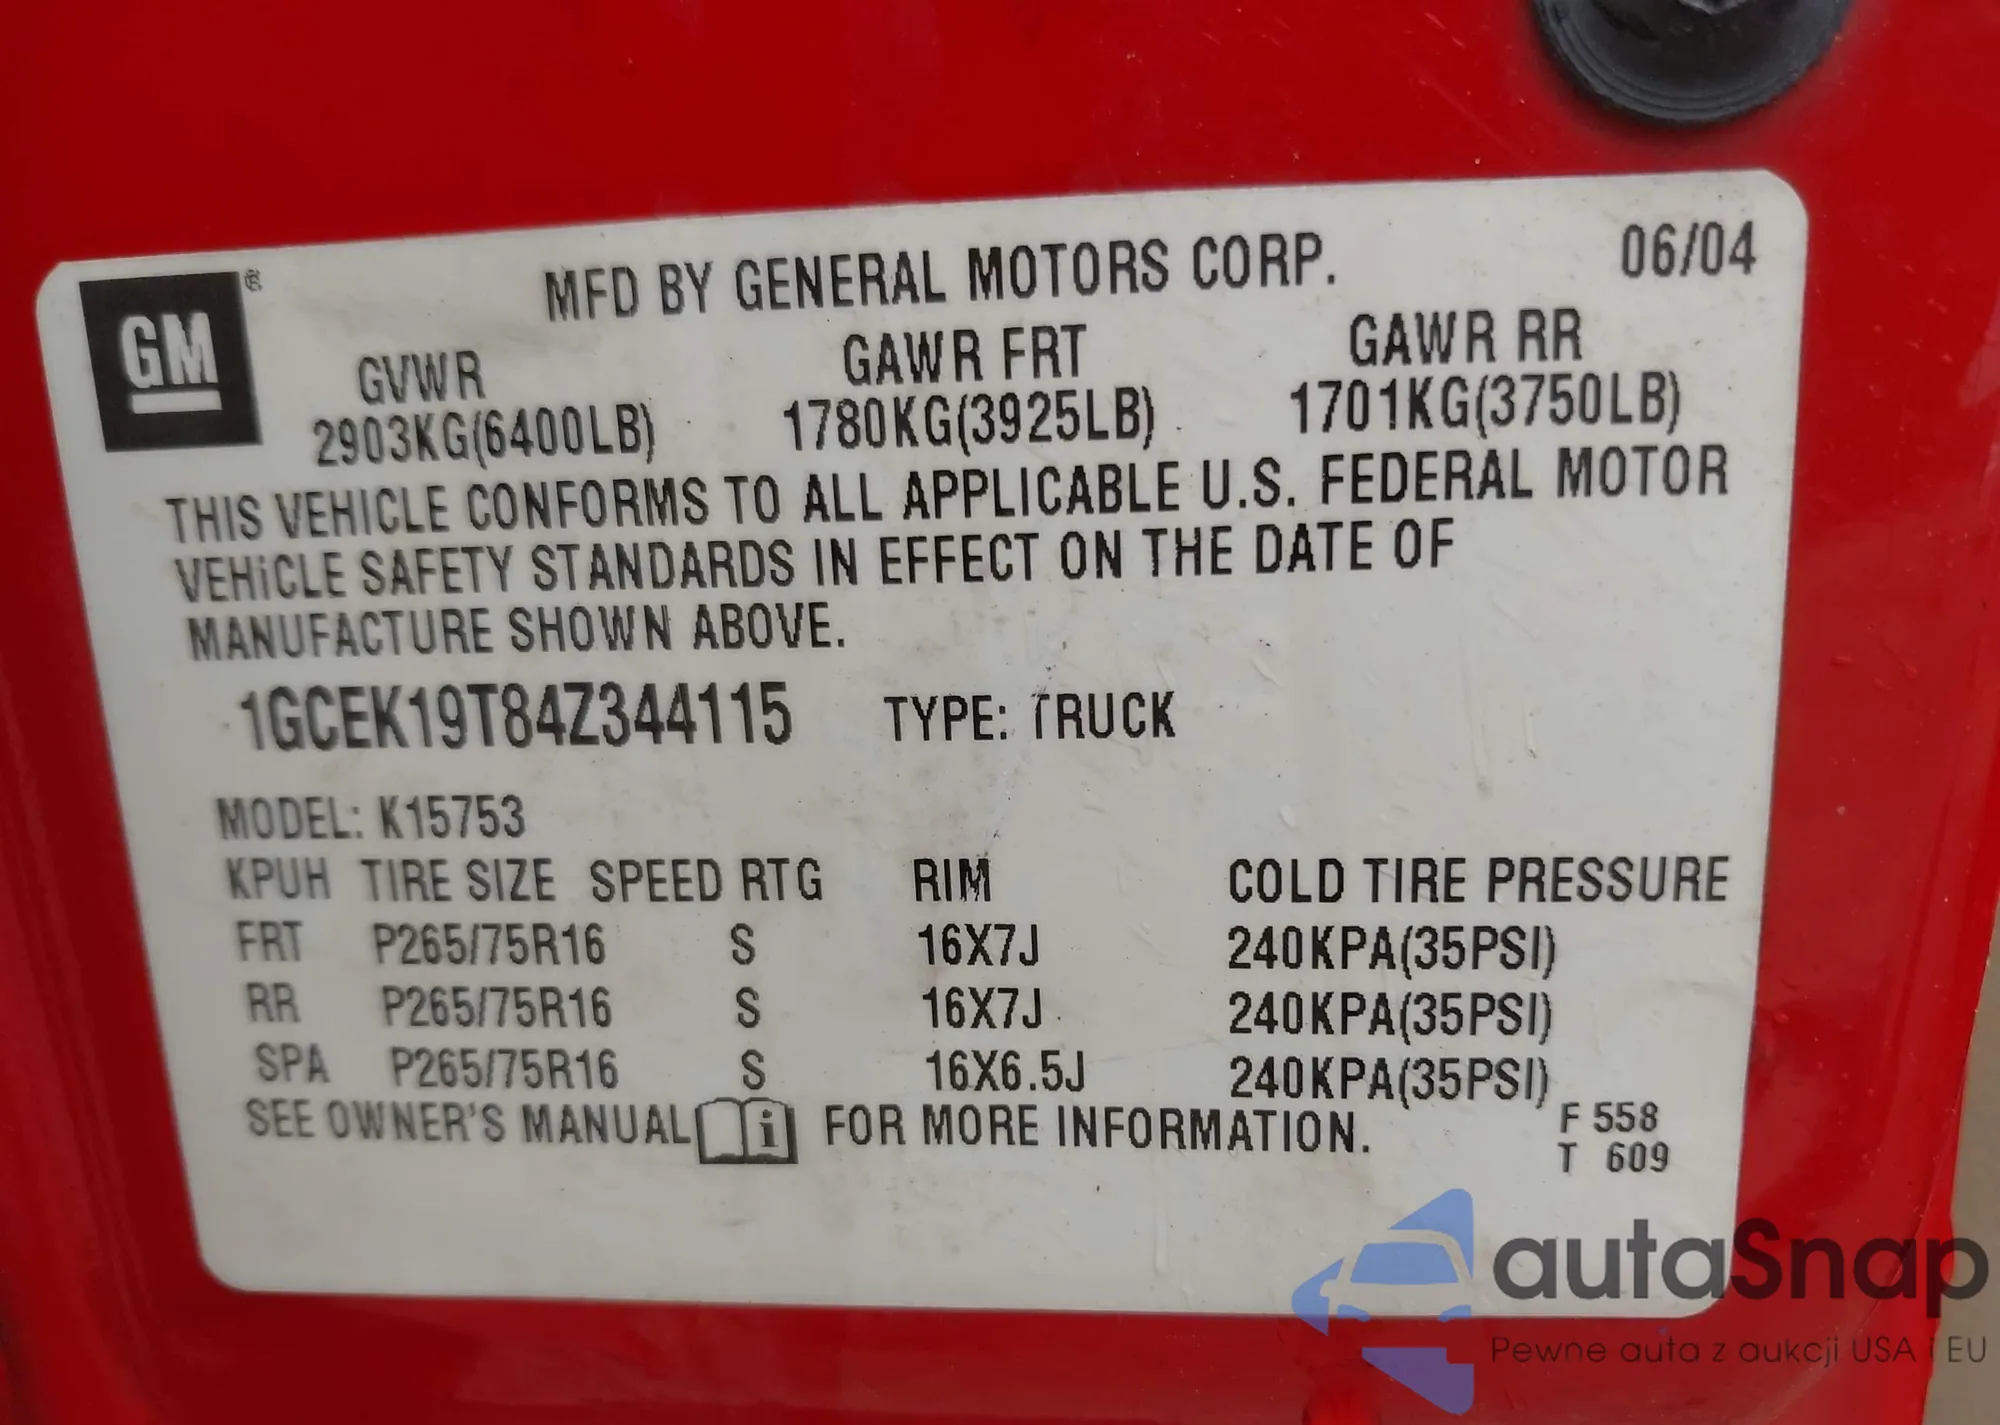 GM®
MFD BY GENERAL MOTORS CORP. 06/04
GVWR GAWR FRT GAWR RR
2903KG(6400LB) 1780KG(3925LB) 1701KG(3750LB)
THIS VEHICLE CONFORMS TO ALL APPLICABLE U.S. FEDERAL MOTOR
VEHiCLE SAFETY STANDARDS IN EFFECT ON THE DATE OF
MANUFACTURE SHOWN ABOVE.
1GCEK19T84Z344115 TYPE: TRUCK
MODEL: K15753
KPUH TIRE SIZE SPEED RTG RIM COLD TIRE PRESSURE
FRT P265/75R16 S 16X7J 240KPA(35PSI)
RR P265/75R16 S 16X7J 240KPA(35PSI)
SPA P265/75R16 S 16X6.5J 240KPA(35PSI)
SEE OWNER'S MANUAL i FOR MORE INFORMATION.
F 558
T 609
autaSnap
Pewne auta z aukcji USA i EU